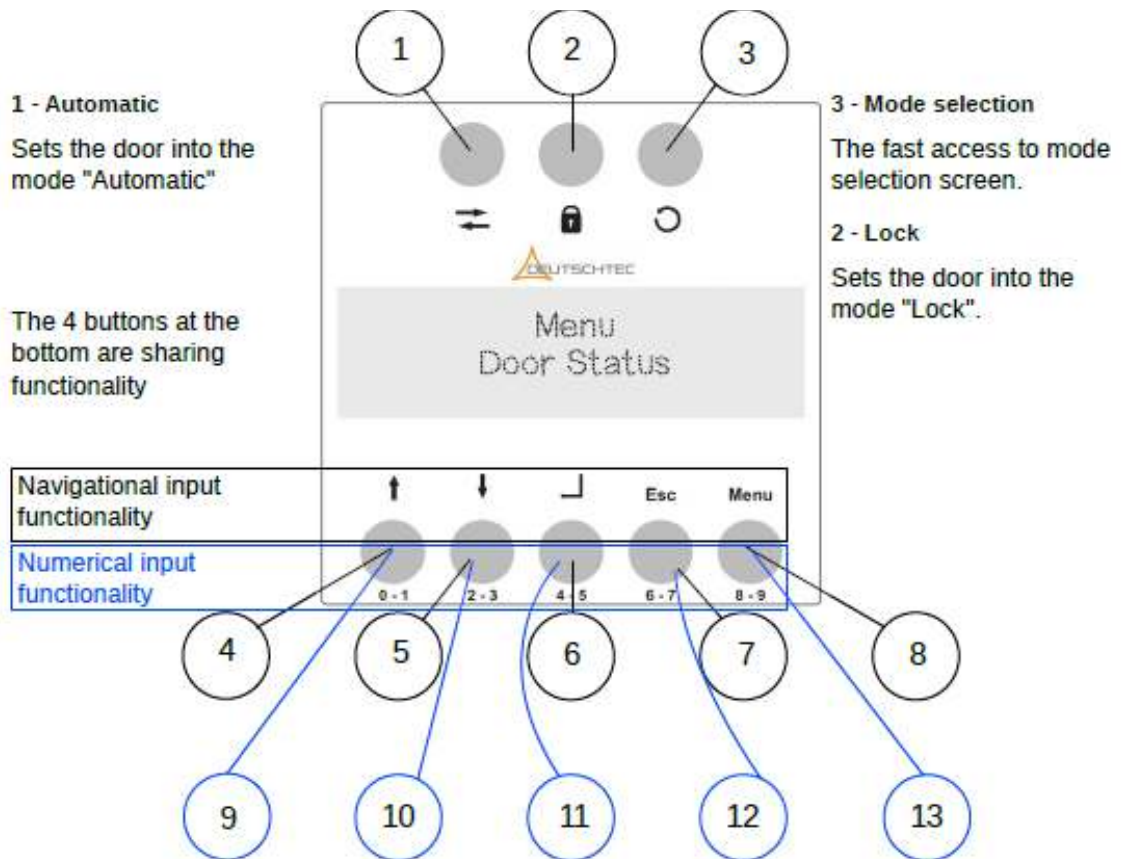 1
2
3
1 - Automatic
Sets the door into the
mode "Automatic"
3 - Mode selection
The fast access to mode
selection screen.
2 - Lock
Sets the door into the
mode "Lock".
DEUTSCHTEC
The 4 buttons at the
bottom are sharing
functionality
Menu
Door Status
Navigational input
functionality
Esc
Menu
Numerical input
functionality
0 - 1
2 - 3
4 - 5
6 - 7
8 - 9
4
5
6
7
8
9
10
11
12
13